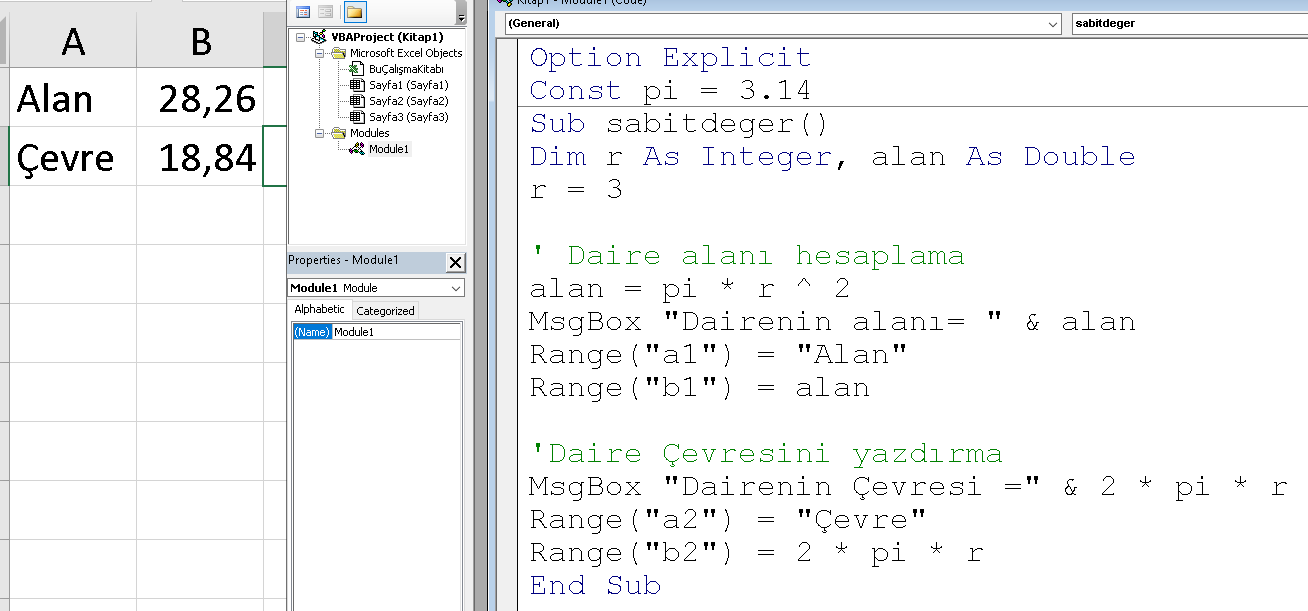 Kitap1 - Module1 (Code)
A B
Alan 28,26
Çevre 18,84
VBAProject (Kitap1)
Microsoft Excel Objects
BuÇalışmaKitabı
Sayfa1 (Sayfa1)
Sayfa2 (Sayfa2)
Sayfa3 (Sayfa3)
Modules
Module1
Properties - Module1
Module1 Module
Alphabetic Categorized
(Name) Module1
(General) sabitdeger
Option Explicit
Const pi = 3.14
Sub sabitdeger()
Dim r As Integer, alan As Double
r = 3
' Daire alanı hesaplama
alan = pi * r ^ 2
MsgBox "Dairenin alanı= " & alan
Range("a1") = "Alan"
Range("b1") = alan
'Daire Çevresini yazdırma
MsgBox "Dairenin Çevresi =" & 2 * pi * r
Range("a2") = "Çevre"
Range("b2") = 2 * pi * r
End Sub